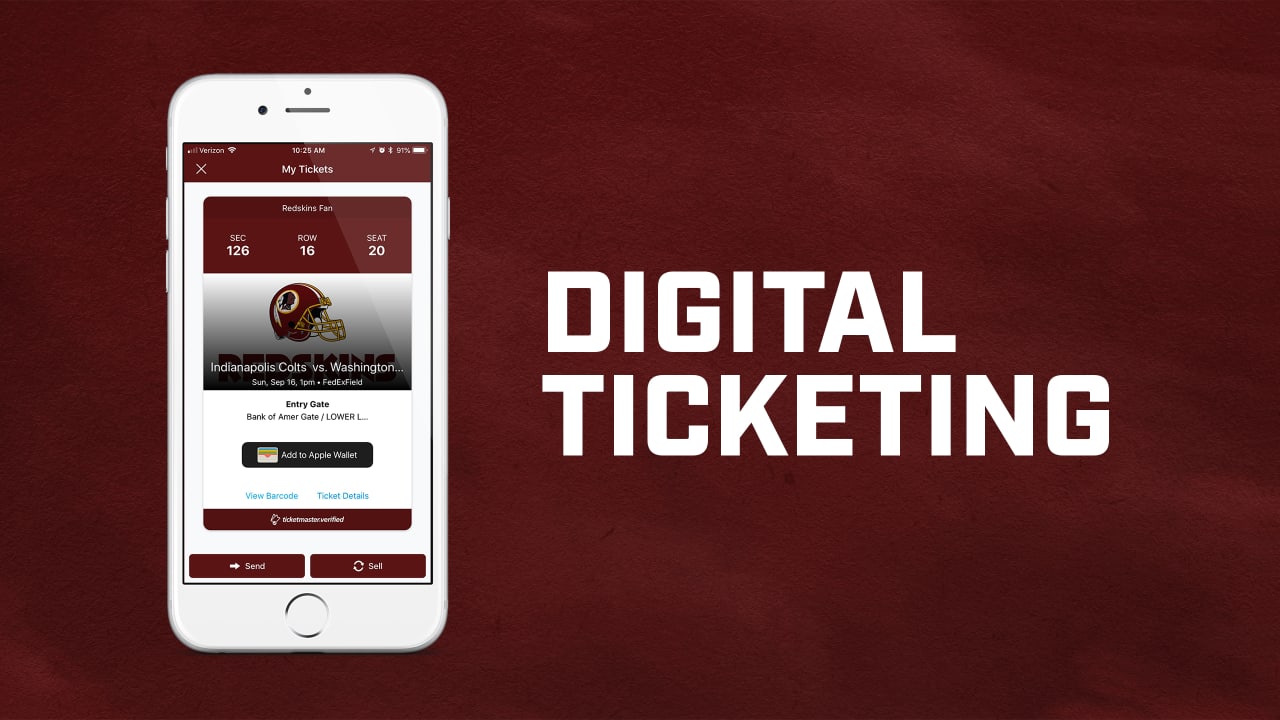 Verizon 10:25 AM 91%
My Tickets
Redskins Fan
SEC ROW SEAT
126 16 20
REDSKINS
Indianapolis Colts vs. Washington...
Sun, Sep 16, 1pm • FedExField
Entry Gate
Bank of Amer Gate / LOWER L...
Add to Apple Wallet
View Barcode Ticket Details
ticketmaster.verified
Send Sell
DIGITAL
TICKETING